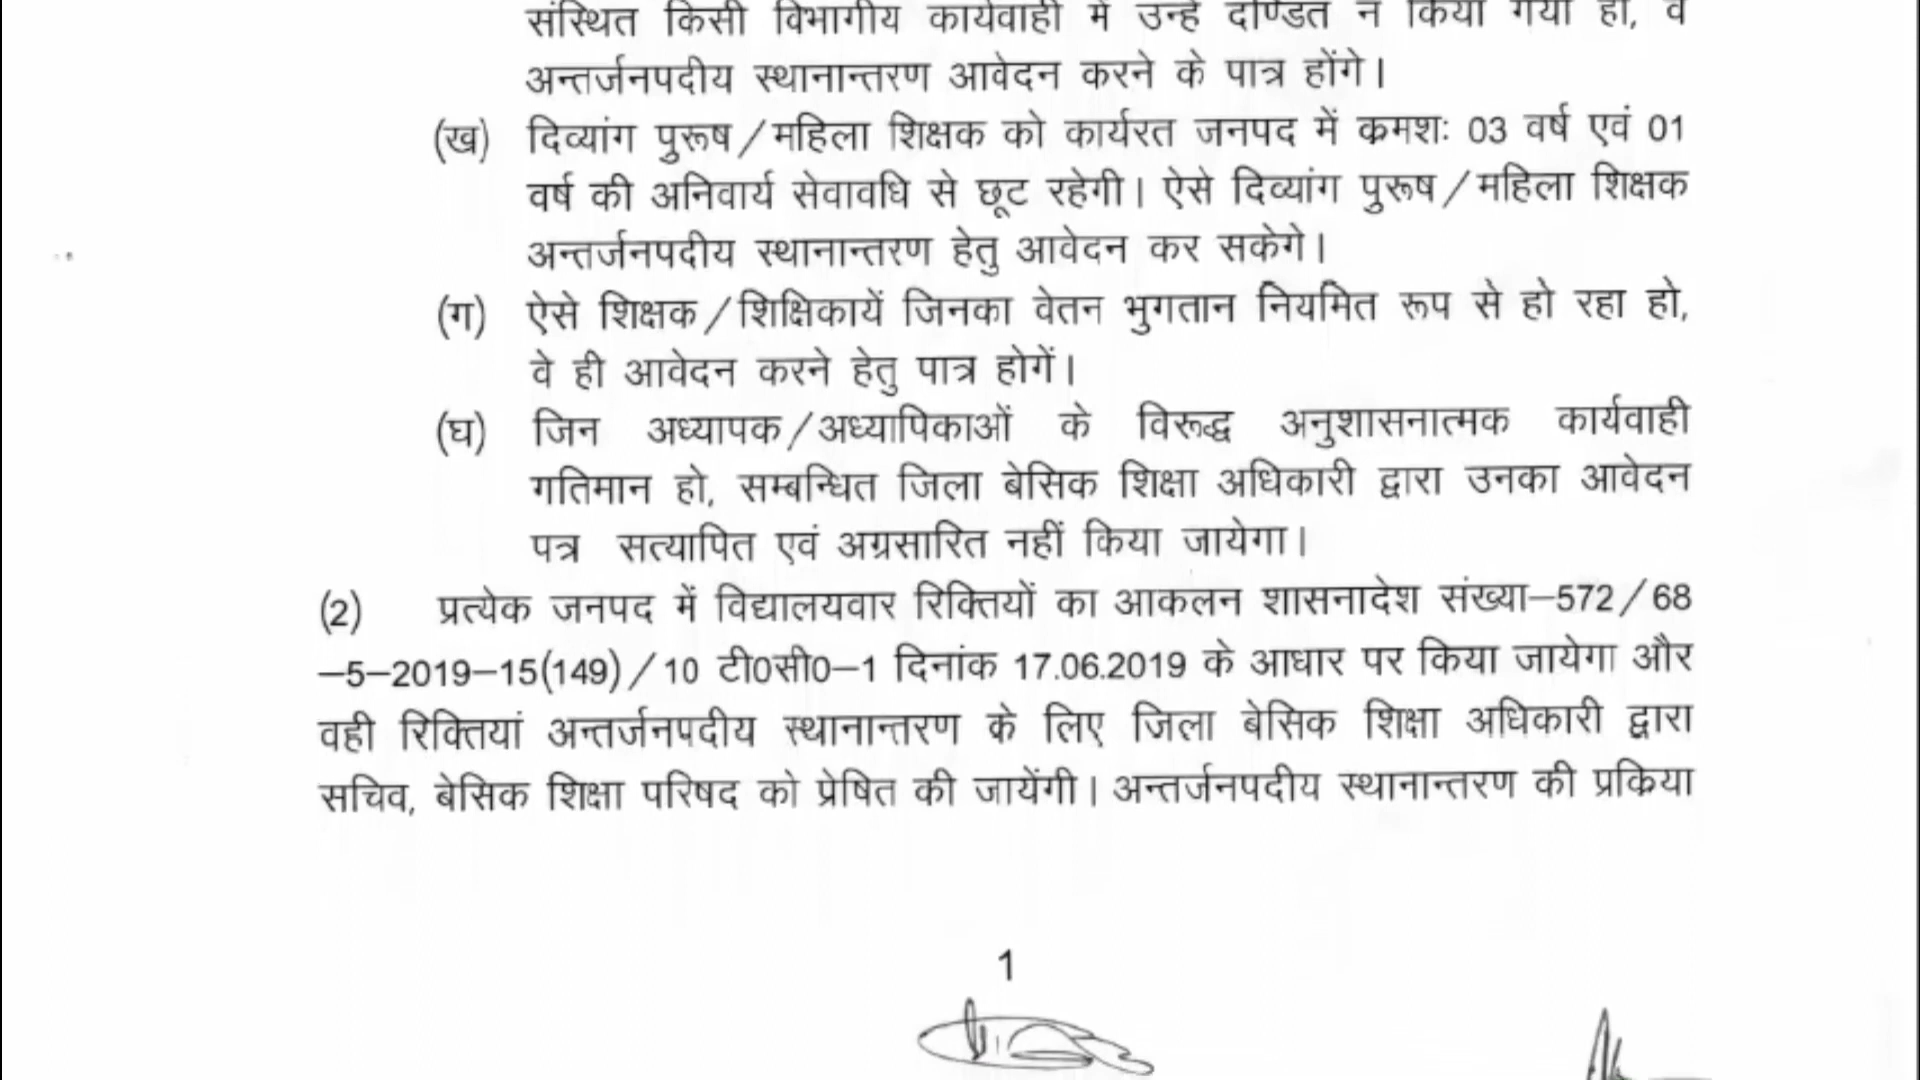 संस्थित किसी विभागीय कार्यवाही में उन्हें दण्डित न किया गया हो, वे
अन्तर्जनपदीय स्थानान्तरण आवेदन करने के पात्र होंगे।
(ख) दिव्यांग पुरूष/महिला शिक्षक को कार्यरत जनपद में क्रमशः 03 वर्ष एवं 01
वर्ष की अनिवार्य सेवावधि से छूट रहेगी। ऐसे दिव्यांग पुरूष/महिला शिक्षक
अन्तर्जनपदीय स्थानान्तरण हेतु आवेदन कर सकेगे।
(ग) ऐसे शिक्षक/शिक्षिकायें जिनका वेतन भुगतान नियमित रूप से हो रहा हो,
वे ही आवेदन करने हेतु पात्र होगें।
(घ) जिन अध्यापक/अध्यापिकाओं के विरूद्ध अनुशासनात्मक कार्यवाही
गतिमान हो, सम्बन्धित जिला बेसिक शिक्षा अधिकारी द्वारा उनका आवेदन
पत्र सत्यापित एवं अग्रसारित नहीं किया जायेगा।
(2) प्रत्येक जनपद में विद्यालयवार रिक्तियों का आकलन शासनादेश संख्या–572/68
–5–2019–15(149)/10 टी0सी0–1 दिनांक 17.06.2019 के आधार पर किया जायेगा और
वही रिक्तियां अन्तर्जनपदीय स्थानान्तरण के लिए जिला बेसिक शिक्षा अधिकारी द्वारा
सचिव, बेसिक शिक्षा परिषद को प्रेषित की जायेंगी। अन्तर्जनपदीय स्थानान्तरण की प्रक्रिया
1